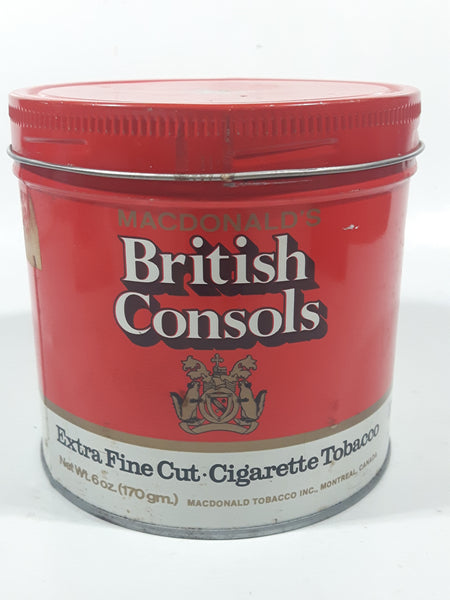 MACDONALD'S
British
Consols
Extra Fine Cut · Cigarette Tobacco
Net Wt. 6 oz. (170 gm.) MACDONALD TOBACCO INC., MONTREAL, CANADA